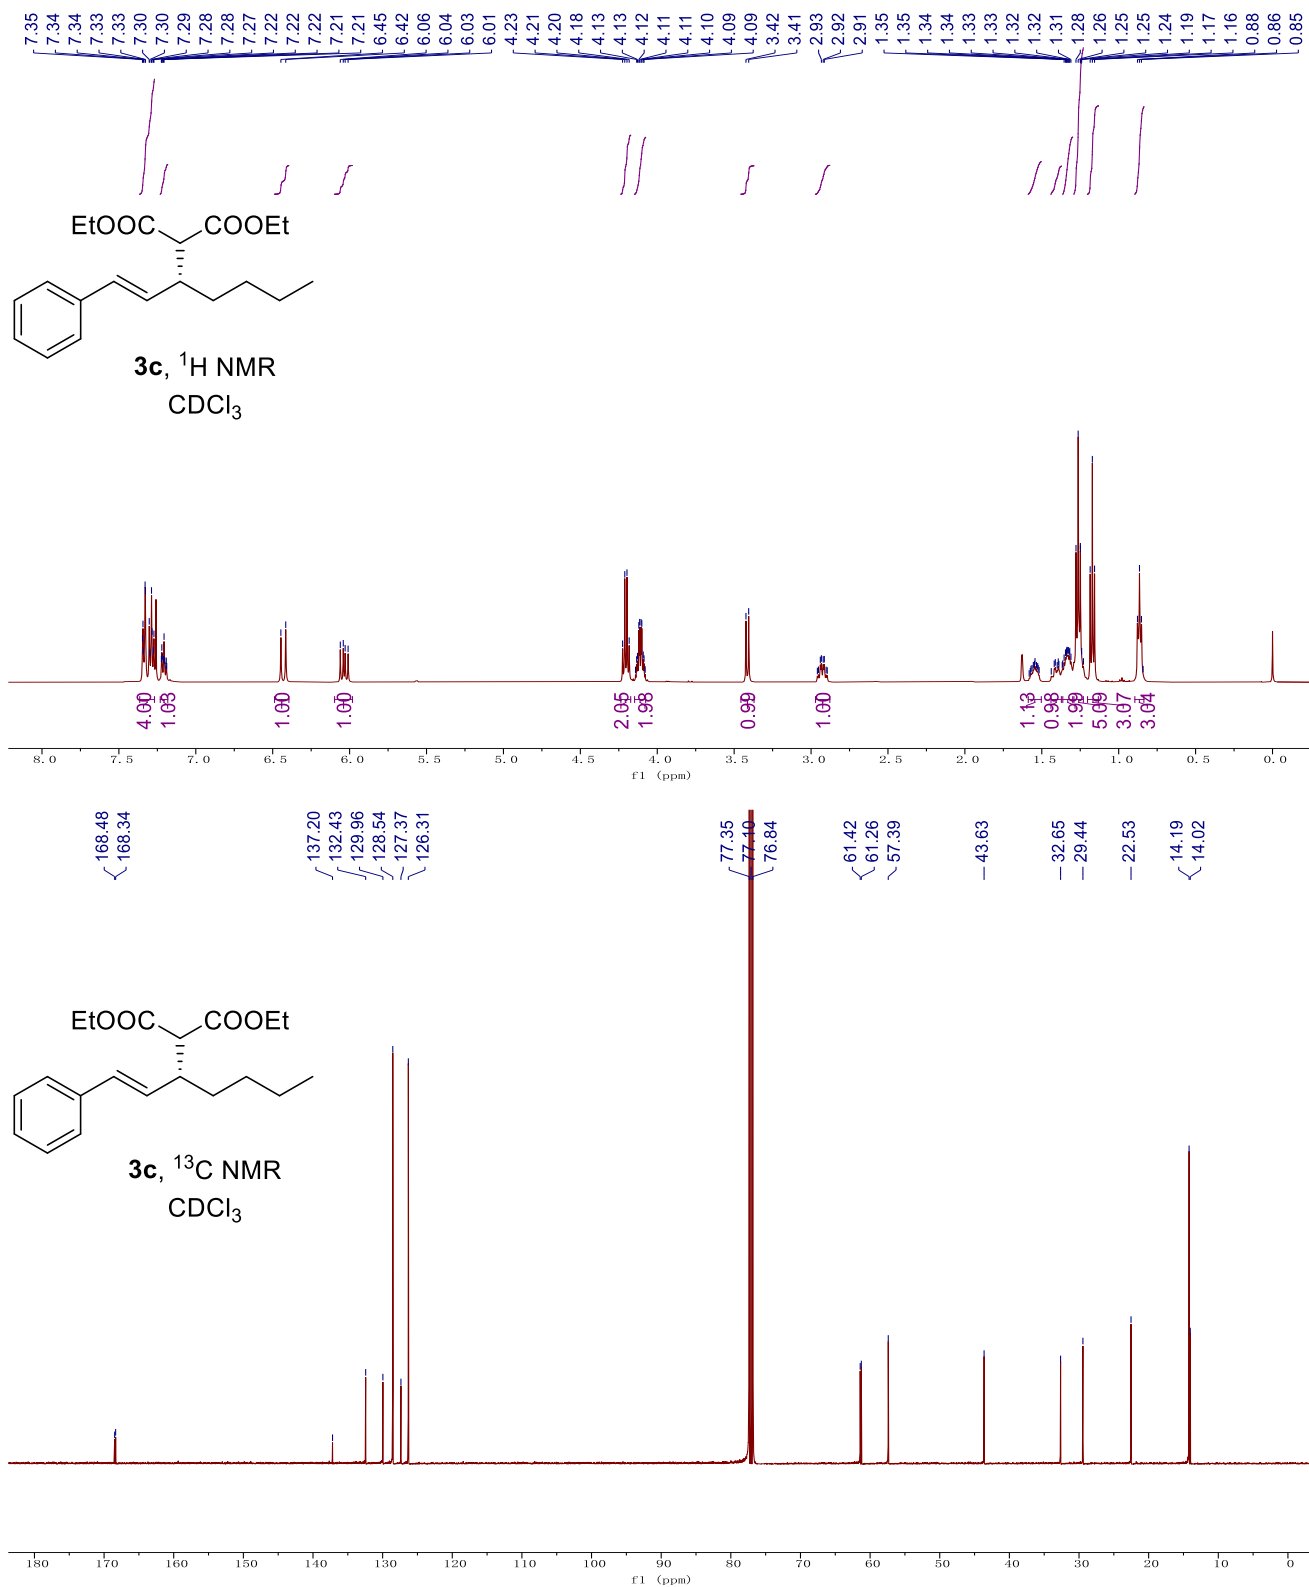 7.35 7.34 7.34 7.33 7.33 7.30 7.30 7.29 7.28 7.28 7.27 7.22 7.22 7.22 7.21 7.21 6.45 6.42 6.06 6.04 6.03 6.01 4.23 4.21 4.20 4.18 4.13 4.13 4.12 4.11 4.11 4.10 4.09 4.09 3.42 3.41 2.93 2.92 2.91 1.35 1.35 1.34 1.34 1.33 1.33 1.32 1.32 1.31 1.28 1.26 1.25 1.25 1.24 1.19 1.17 1.16 0.88 0.86 0.85
EtOOC COOEt
3c, 1H NMR
CDCl3
4.00 1.03 1.00 1.00 2.05 1.98 0.99 1.00 1.13 0.98 1.99 5.09 3.07 3.04
8.0 7.5 7.0 6.5 6.0 5.5 5.0 4.5 4.0 3.5 3.0 2.5 2.0 1.5 1.0 0.5 0.0
f1 (ppm)
168.48 168.34 137.20 132.43 129.96 128.54 127.37 126.31 77.35 77.10 76.84 61.42 61.26 57.39 43.63 32.65 29.44 22.53 14.19 14.02
EtOOC COOEt
3c, 13C NMR
CDCl3
180 170 160 150 140 130 120 110 100 90 80 70 60 50 40 30 20 10 0
f1 (ppm)